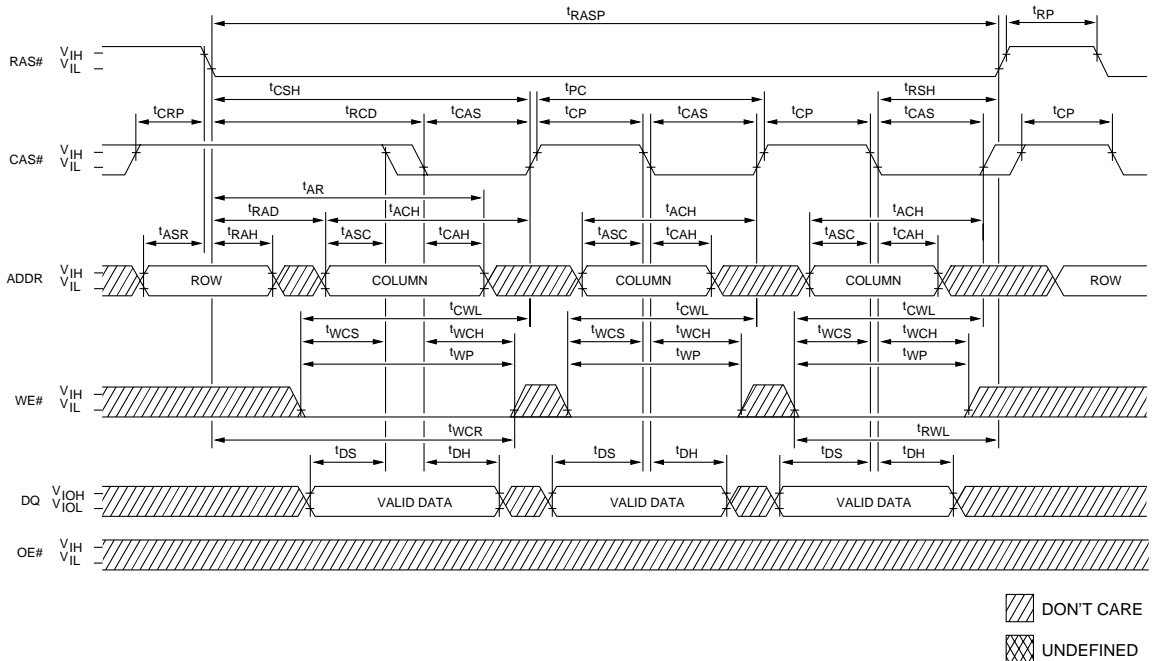 tRASP tRP
RAS# VIH
VIL
tCSH tPC tRSH
tCRP tRCD tCAS tCP tCAS tCP tCAS tCP
CAS# VIH
VIL
tAR
tRAD tACH tACH tACH
tASR tRAH tASC tCAH tASC tCAH tASC tCAH
ADDR VIH
VIL
ROW COLUMN COLUMN COLUMN ROW
tCWL tCWL tCWL
tWCS tWCH tWCS tWCH tWCS tWCH
tWP tWP tWP
WE# VIH
VIL
tWCR tRWL
tDS tDH tDS tDH tDS tDH
DQ VIOH
VIOL
VALID DATA VALID DATA VALID DATA
OE# VIH
VIL
DON'T CARE
UNDEFINED